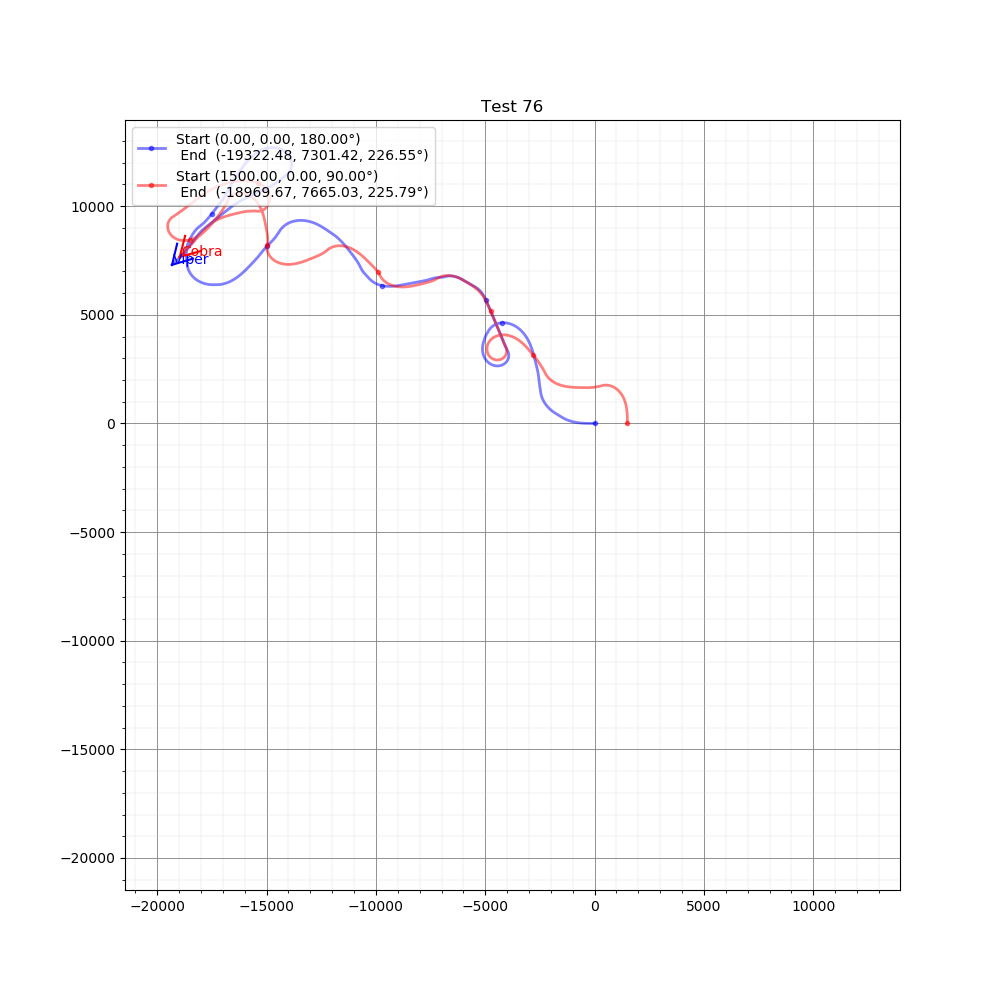 Test 76
Start (0.00, 0.00, 180.00°)
End (-19322.48, 7301.42, 226.55°)
Start (1500.00, 0.00, 90.00°)
End (-18969.67, 7665.03, 225.79°)
10000
5000
0
−5000
−10000
−15000
−20000
−20000 −15000 −10000 −5000 0 5000 10000